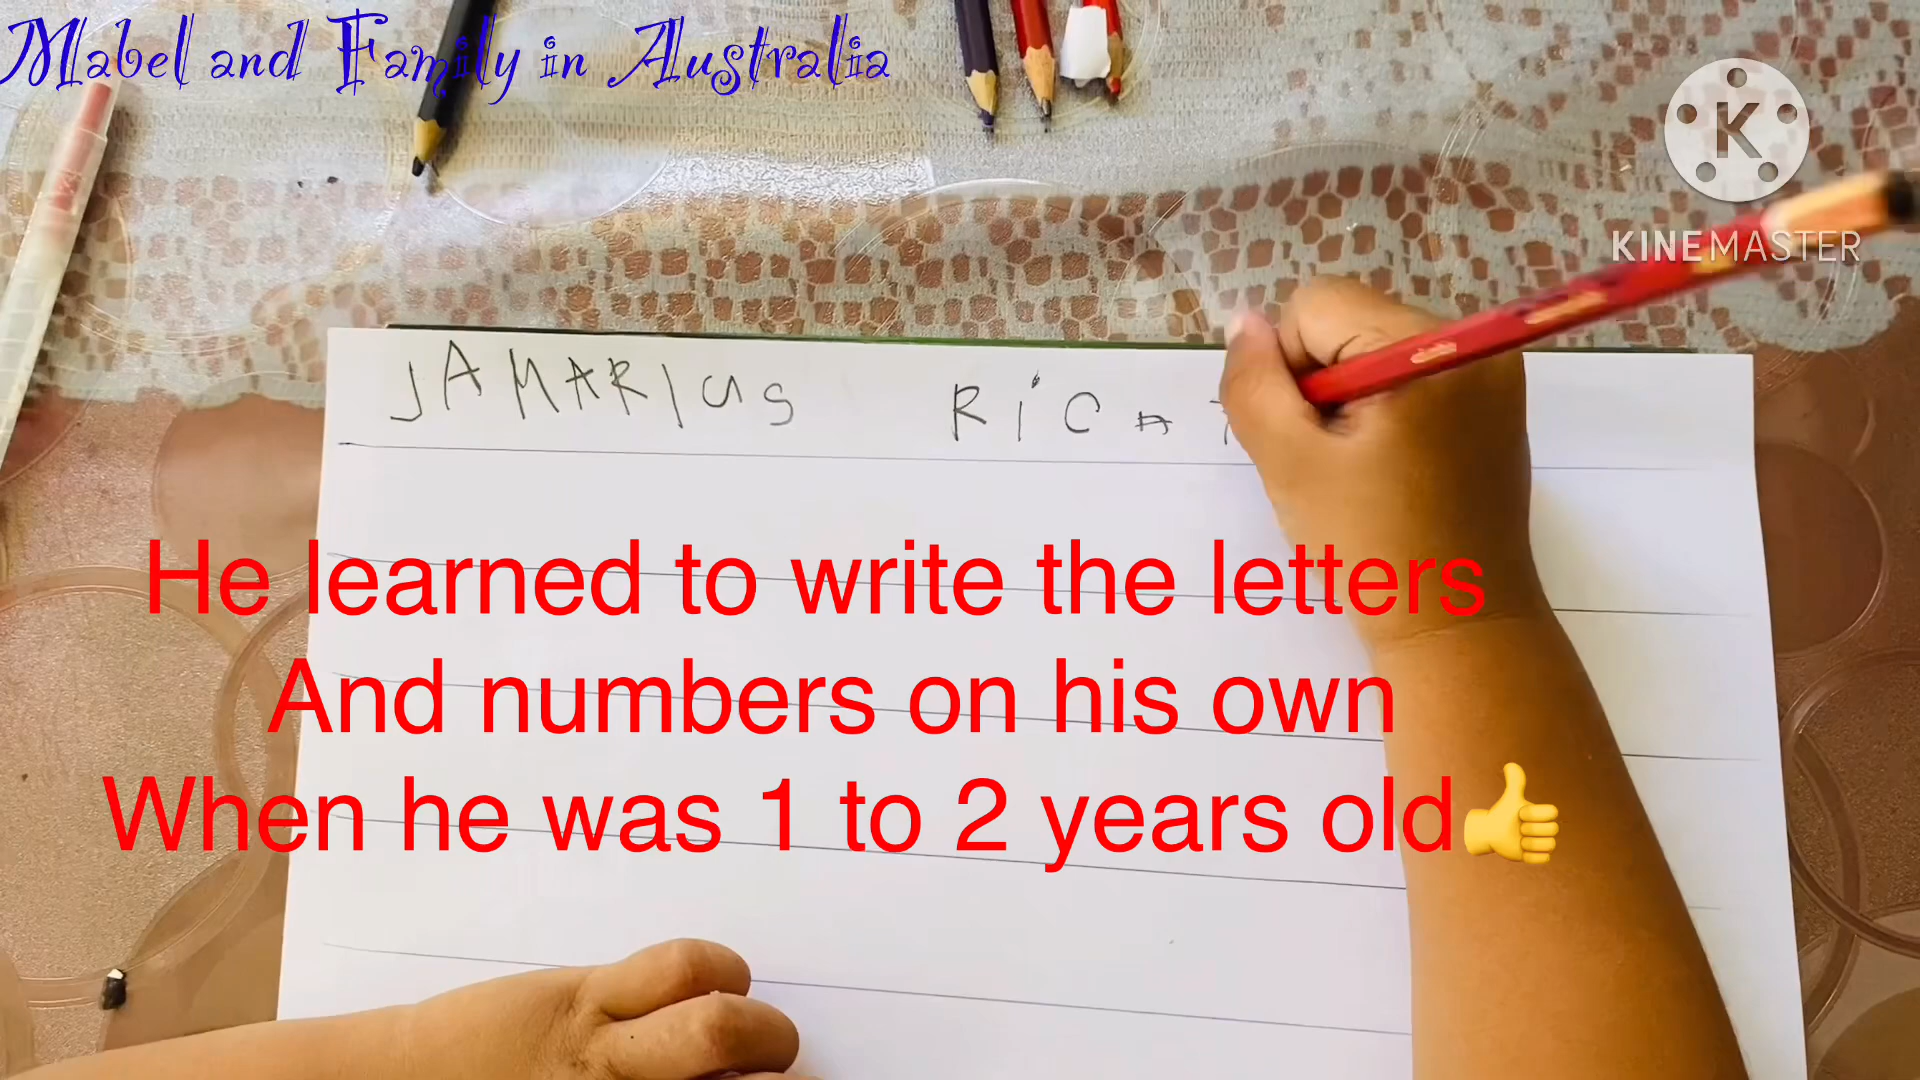 Mabel and Family in Australia
K
KINEMASTER
JAMARIUS RiCA
He learned to write the letters
And numbers on his own
When he was 1 to 2 years old👍